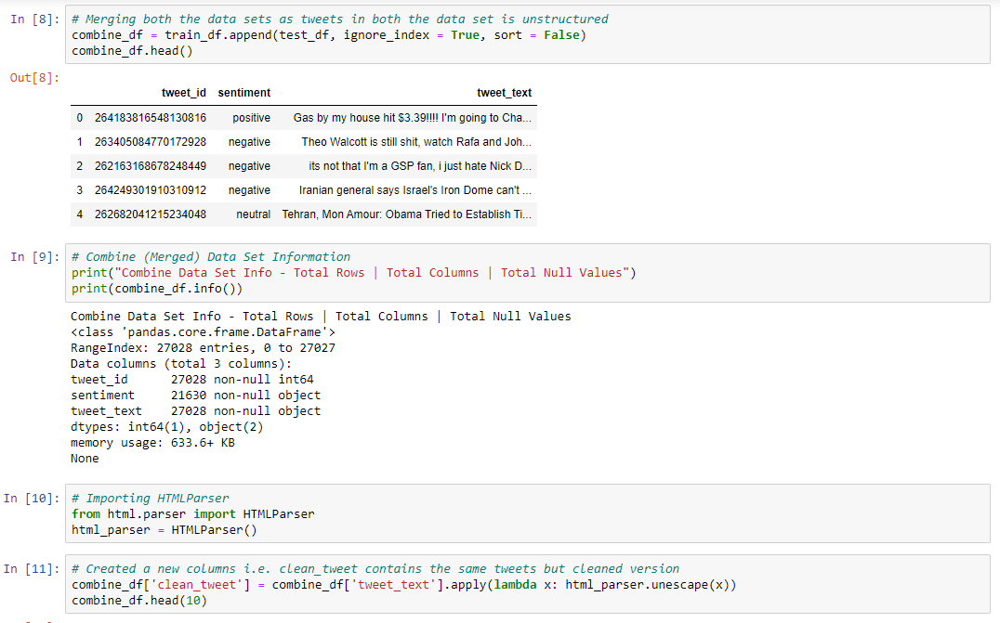 In [8]: # Merging both the data sets as tweets in both the data set is unstructured
combine_df = train_df.append(test_df, ignore_index = True, sort = False)
combine_df.head()
Out[8]:
tweet_id sentiment tweet_text
0 264183816548130816 positive Gas by my house hit $3.39!!!! I'm going to Cha...
1 263405084770172928 negative Theo Walcott is still shit, watch Rafa and Joh...
2 262163168678248449 negative its not that I'm a GSP fan, i just hate Nick D...
3 264249301910310912 negative Iranian general says Israel's Iron Dome can't ...
4 262682041215234048 neutral Tehran, Mon Amour: Obama Tried to Establish Ti...
In [9]: # Combine (Merged) Data Set Information
print("Combine Data Set Info - Total Rows | Total Columns | Total Null Values")
print(combine_df.info())
Combine Data Set Info - Total Rows | Total Columns | Total Null Values
<class 'pandas.core.frame.DataFrame'>
RangeIndex: 27028 entries, 0 to 27027
Data columns (total 3 columns):
tweet_id 27028 non-null int64
sentiment 21630 non-null object
tweet_text 27028 non-null object
dtypes: int64(1), object(2)
memory usage: 633.6+ KB
None
In [10]: # Importing HTMLParser
from html.parser import HTMLParser
html_parser = HTMLParser()
In [11]: # Created a new columns i.e. clean_tweet contains the same tweets but cleaned version
combine_df['clean_tweet'] = combine_df['tweet_text'].apply(lambda x: html_parser.unescape(x))
combine_df.head(10)